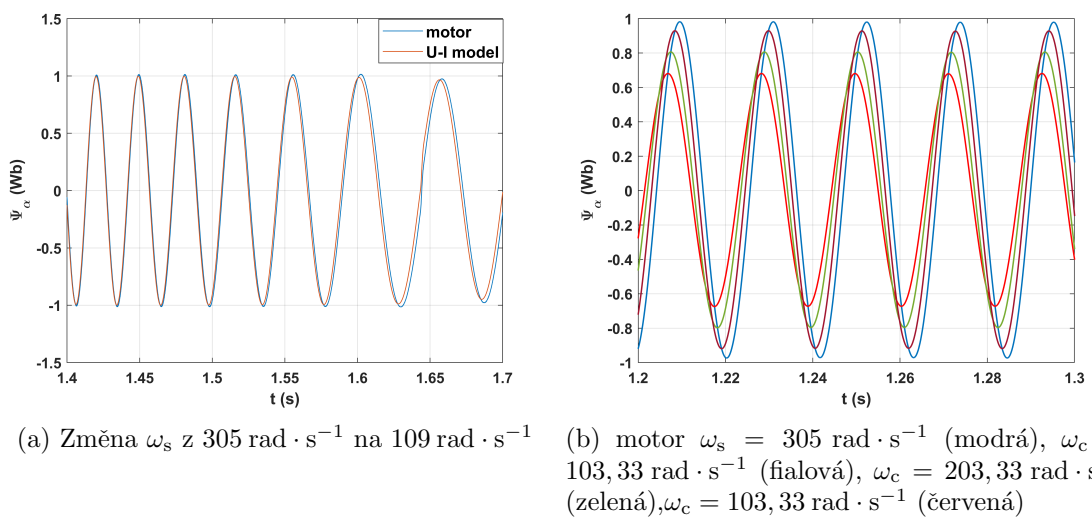 1.5
motor
U-I model
1
0.5
0
-0.5
-1
-1.5
Ψα (Wb)
1.4 1.45 1.5 1.55 1.6 1.65 1.7
t (s)
(a) Změna ωs z 305 rad · s−1 na 109 rad · s−1
1
0.8
0.6
0.4
0.2
0
-0.2
-0.4
-0.6
-0.8
-1
Ψα (Wb)
1.2 1.22 1.24 1.26 1.28 1.3
t (s)
(b) motor ωs = 305 rad · s−1 (modrá), ωc
103, 33 rad · s−1 (fialová), ωc = 203, 33 rad · s
(zelená),ωc = 103, 33 rad · s−1 (červená)